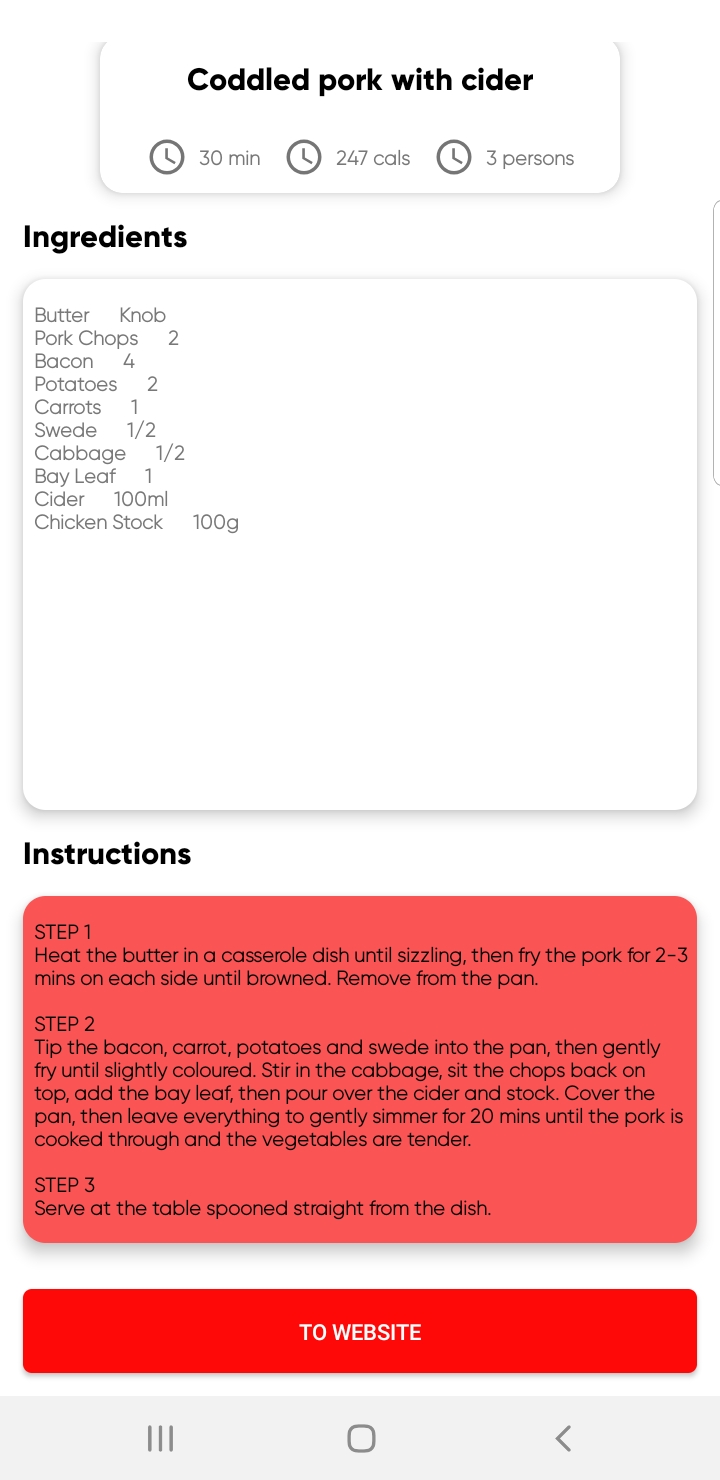 Coddled pork with cider
30 min 247 cals 3 persons
Ingredients
Butter Knob
Pork Chops 2
Bacon 4
Potatoes 2
Carrots 1
Swede 1/2
Cabbage 1/2
Bay Leaf 1
Cider 100ml
Chicken Stock 100g
Instructions
STEP 1
Heat the butter in a casserole dish until sizzling, then fry the pork for 2-3
mins on each side until browned. Remove from the pan.
STEP 2
Tip the bacon, carrot, potatoes and swede into the pan, then gently
fry until slightly coloured. Stir in the cabbage, sit the chops back on
top, add the bay leaf, then pour over the cider and stock. Cover the
pan, then leave everything to gently simmer for 20 mins until the pork is
cooked through and the vegetables are tender.
STEP 3
Serve at the table spooned straight from the dish.
TO WEBSITE